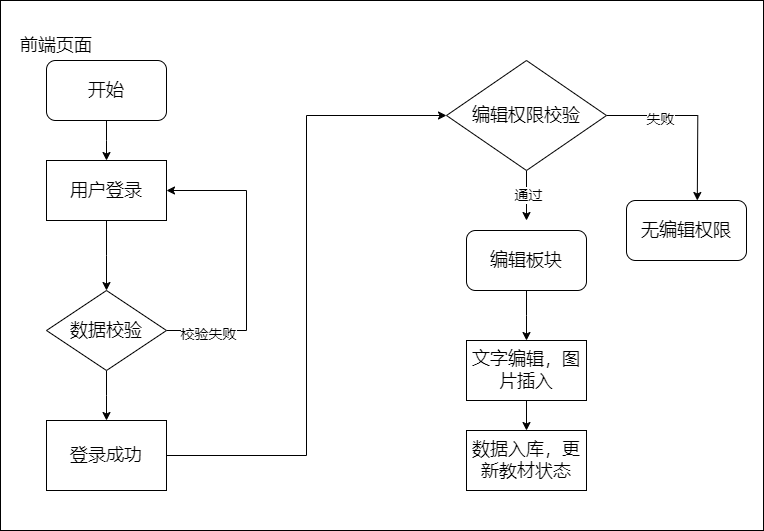 前端页面
开始
用户登录
数据校验
校验失败
登录成功
编辑权限校验
失败
通过
无编辑权限
编辑板块
文字编辑，图
片插入
数据入库，更
新教材状态